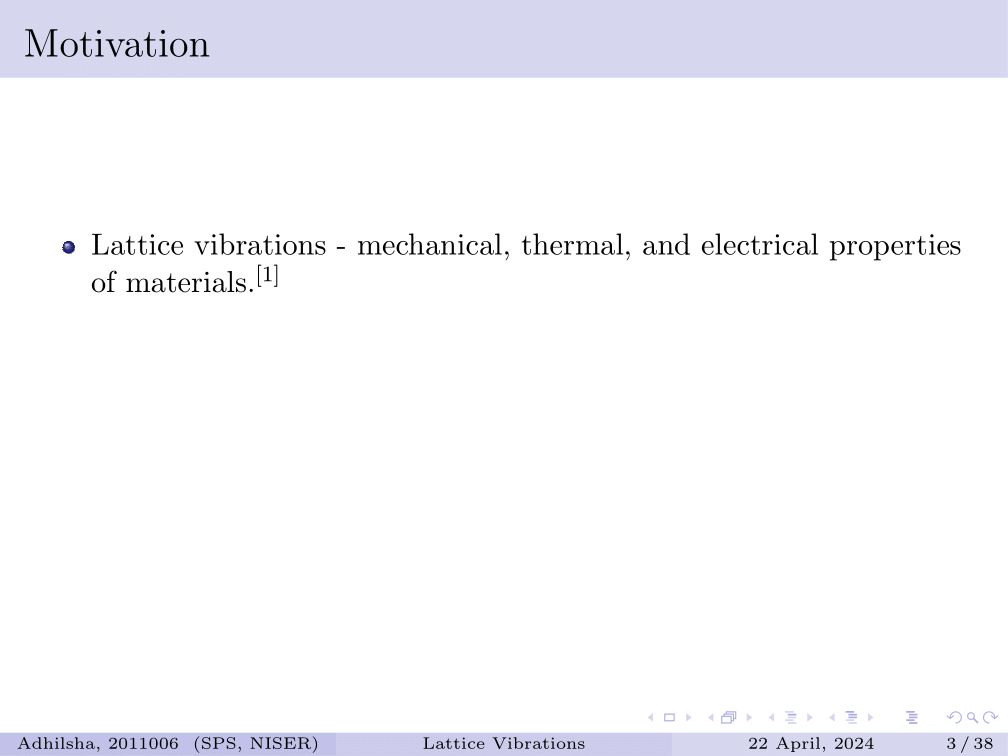 Motivation
Lattice vibrations - mechanical, thermal, and electrical properties
of materials.[1]
Adhilsha, 2011006 (SPS, NISER) Lattice Vibrations 22 April, 2024 3 / 38